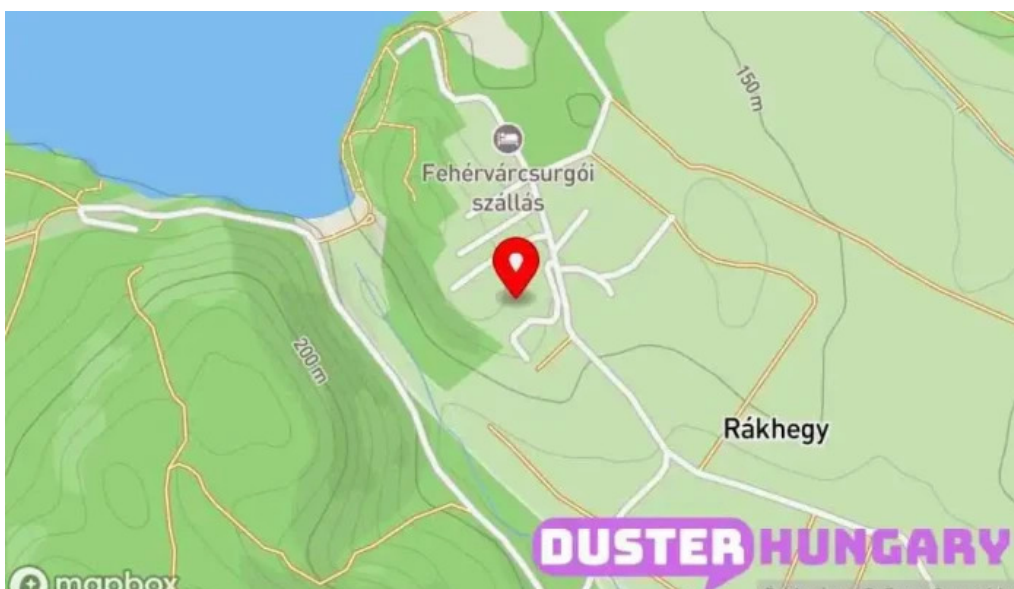 150 m
Fehérvárcsurgói
szállás
200 m
Rákhegy
DUSTER HUNGARY
mapbox